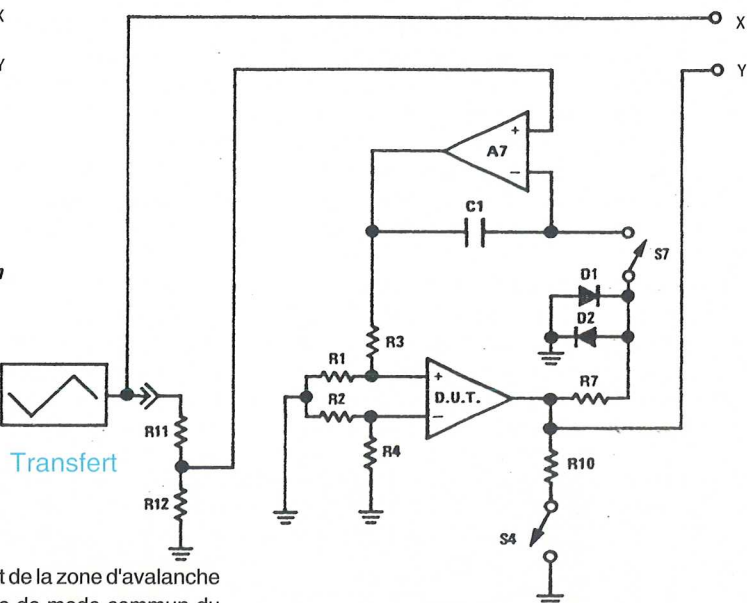 X
X
Y
Y
+
A7
−
C1
S7
D1
D2
R3
R1
+
R7
R2
D.U.T.
−
R11
R4
Transfert
R10
R12
S4
t de la zone d'avalanche